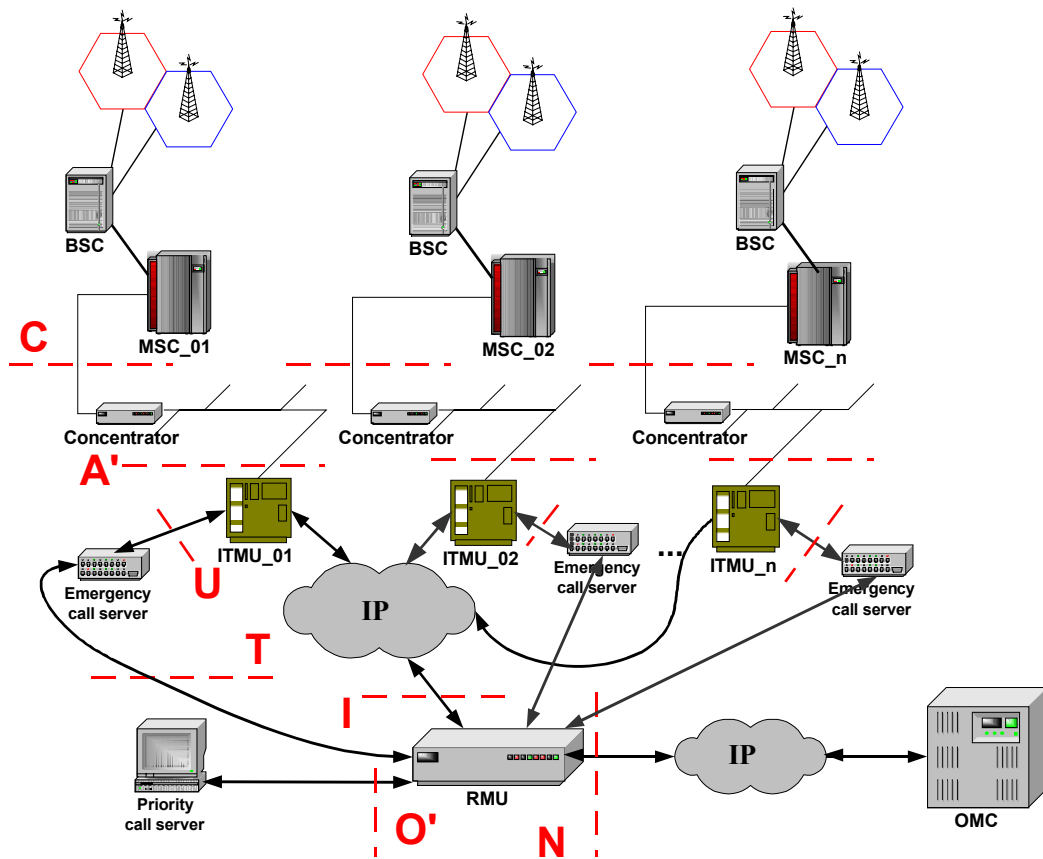 BSC
BSC
BSC
MSC_01
MSC_02
MSC_n
C
Concentrator
Concentrator
Concentrator
A'
ITMU_01
ITMU_02
...
ITMU_n
U
Emergency
call server
Emergency
call server
Emergency
call server
IP
T
I
IP
Priority
call server
RMU
O'
N
OMC